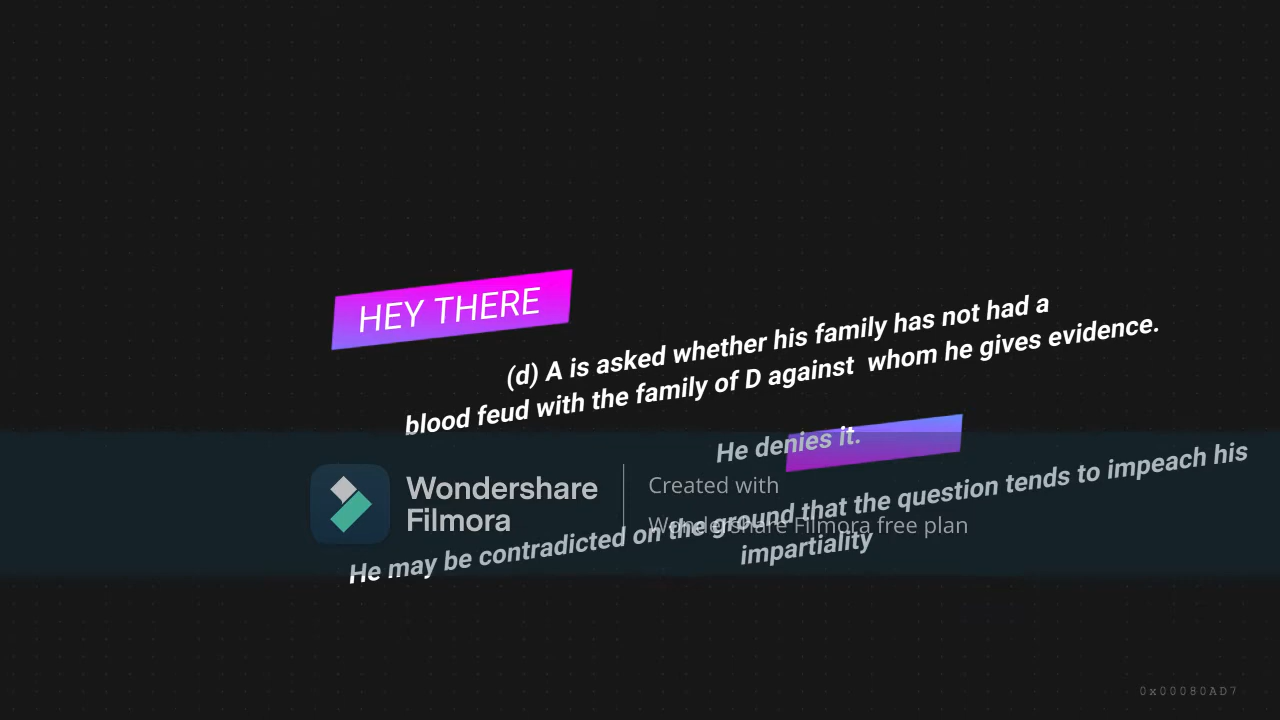 HEY THERE
(d) A is asked whether his family has not had a
blood feud with the family of D against whom he gives evidence.
He denies it.
He may be contradicted on the ground that the question tends to impeach his
impartiality
Wondershare
Filmora
Created with
Wondershare Filmora free plan
0x00080AD7